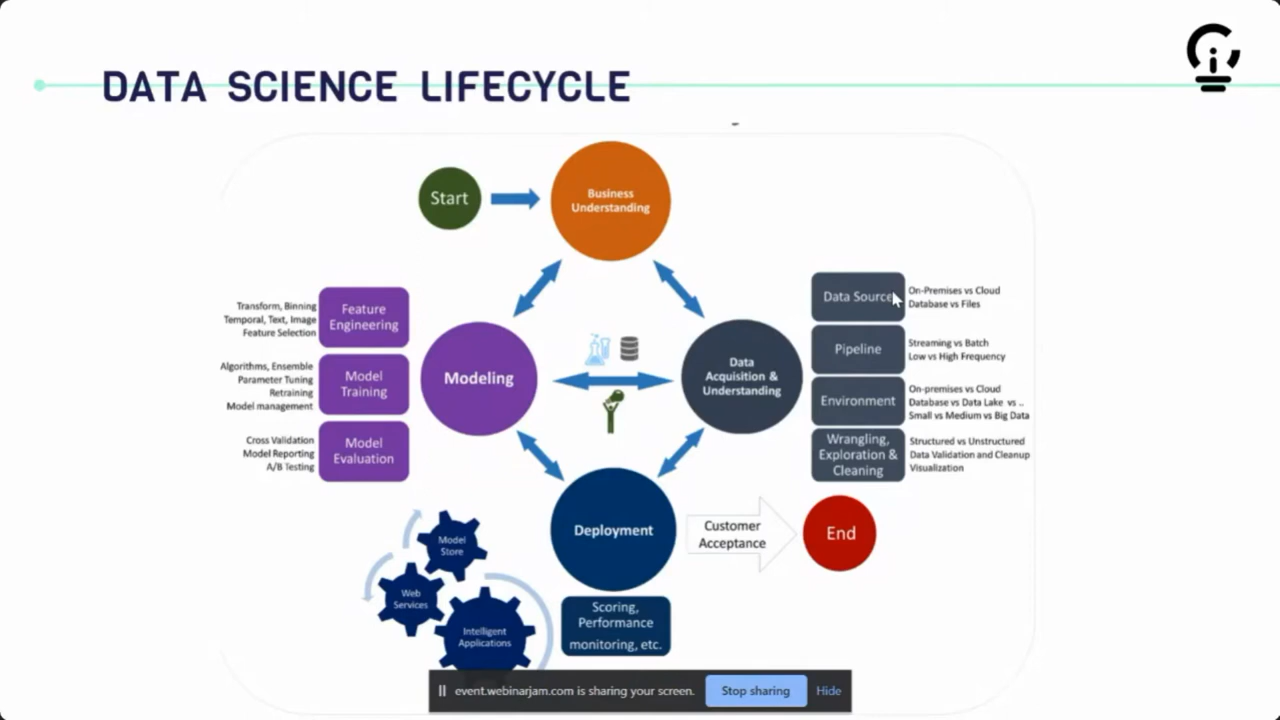 DATA SCIENCE LIFECYCLE
Start
Business
Understanding
Transform, Binning
Temporal, Text, Image
Feature Selection
Feature
Engineering
Algorithms, Ensemble
Parameter Tuning
Retraining
Model management
Model
Training
Cross Validation
Model Reporting
A/B Testing
Model
Evaluation
Modeling
Data
Acquisition &
Understanding
Data Source
On-Premises vs Cloud
Database vs Files
Pipeline
Streaming vs Batch
Low vs High Frequency
Environment
On-premises vs Cloud
Database vs Data Lake vs ..
Small vs Medium vs Big Data
Wrangling,
Exploration &
Cleaning
Structured vs Unstructured
Data Validation and Cleanup
Visualization
Deployment
Customer
Acceptance
End
Model
Store
Web
Services
Intelligent
Applications
Scoring,
Performance
monitoring, etc.
event.webinarjam.com is sharing your screen.
Stop sharing
Hide